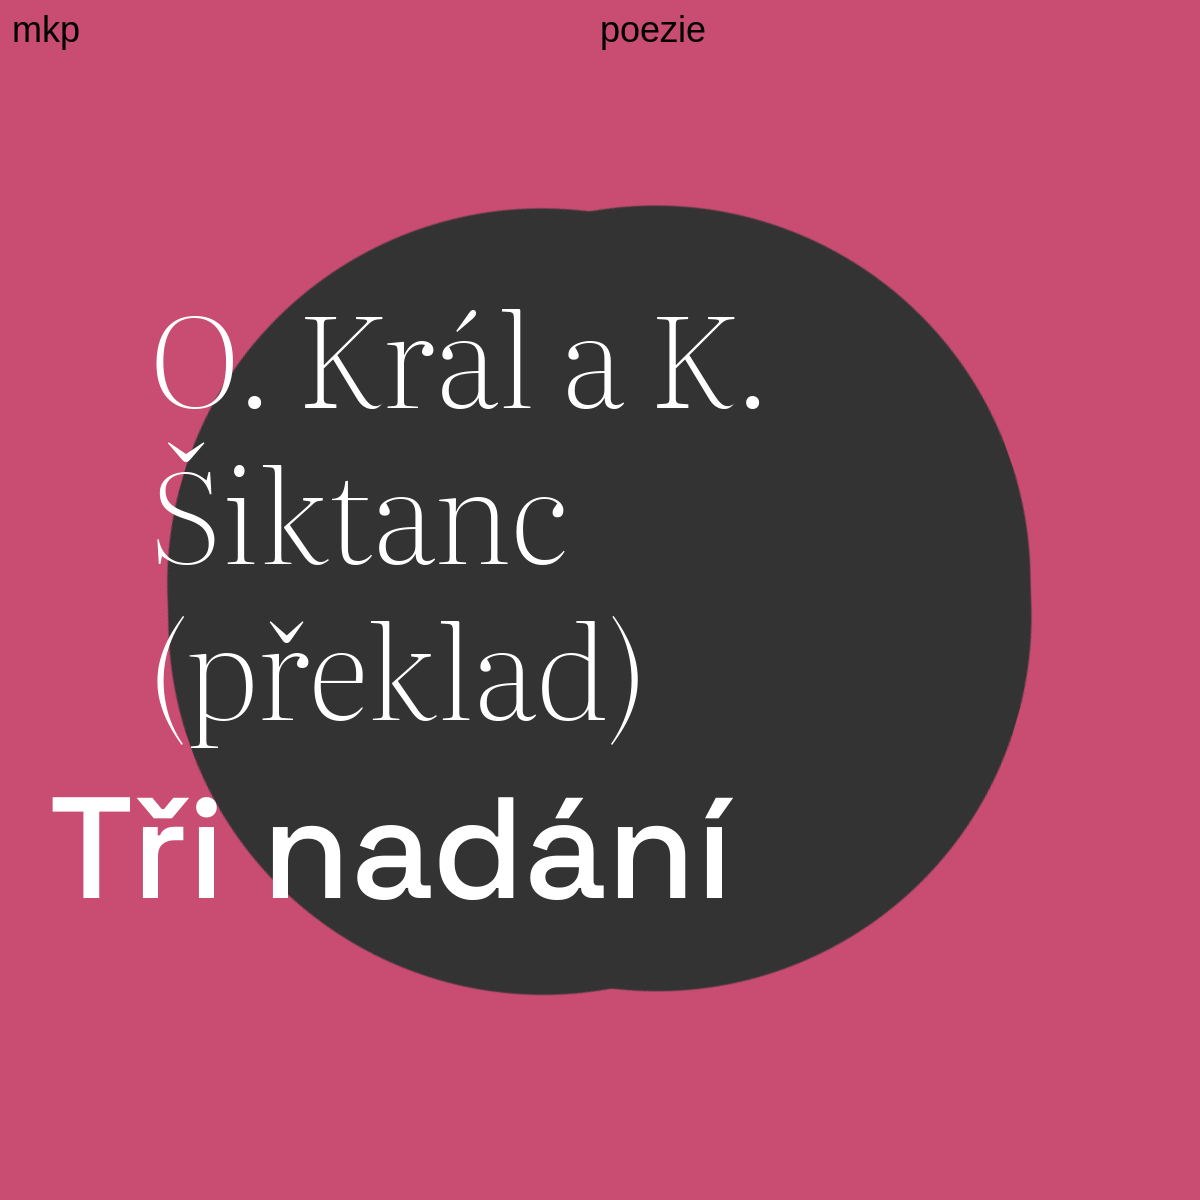 mkp
poezie
O. Král a K.
Šiktanc
(překlad)
Tři nadání